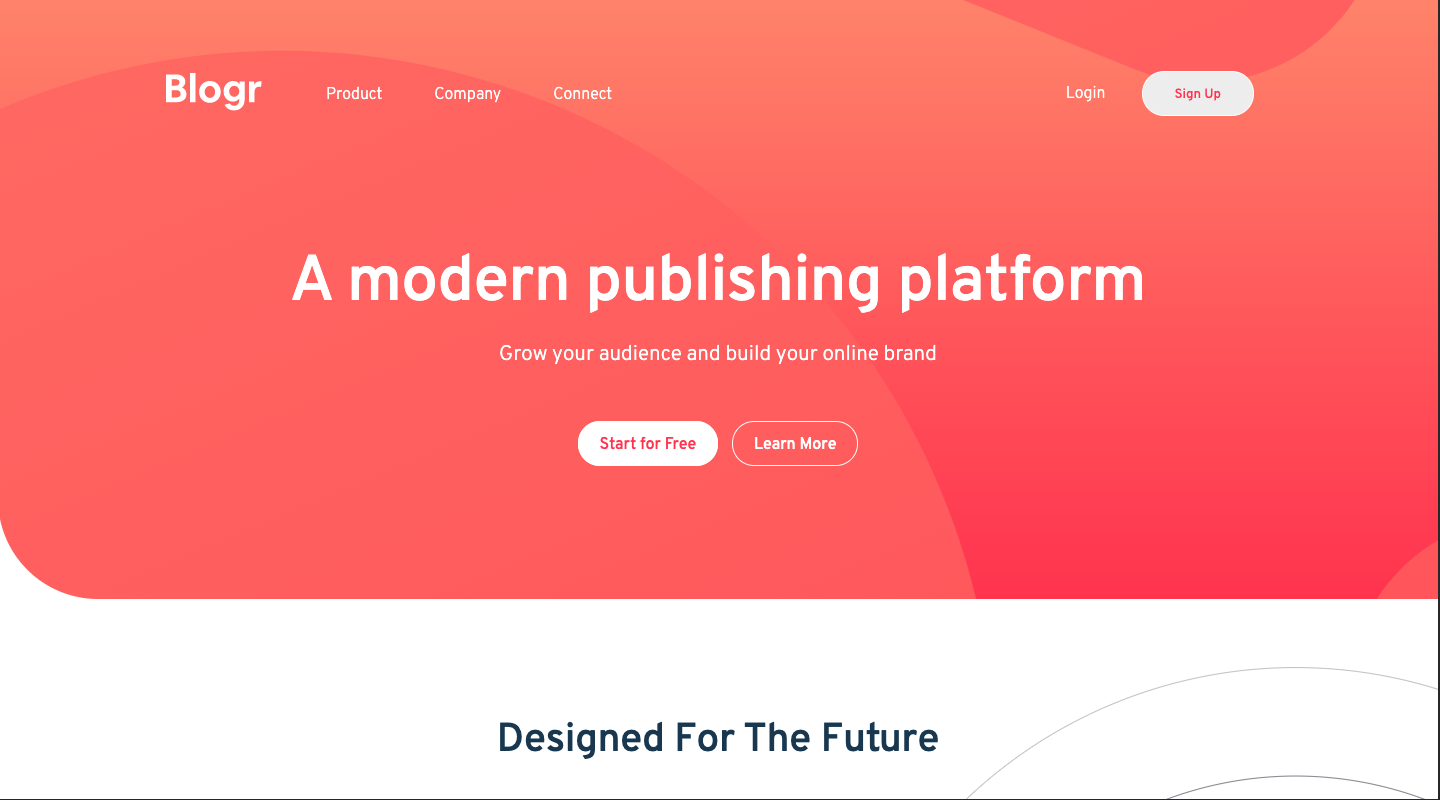 Blogr Product Company Connect Login Sign Up
A modern publishing platform
Grow your audience and build your online brand
Start for Free Learn More
Designed For The Future